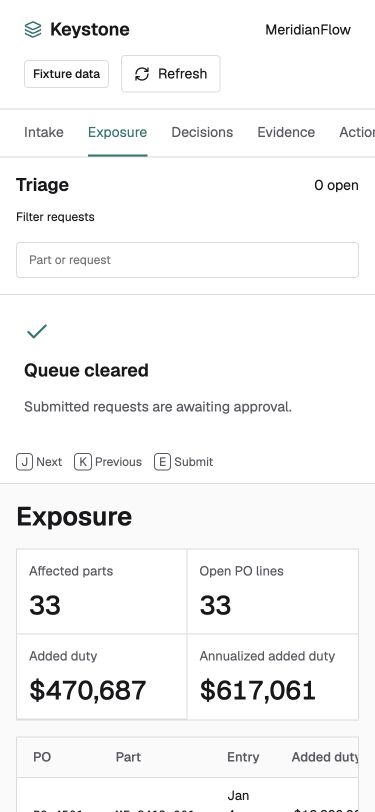 Keystone MeridianFlow
Fixture data Refresh
Intake Exposure Decisions Evidence
Triage 0 open
Filter requests
Part or request
Queue cleared
Submitted requests are awaiting approval.
J Next K Previous E Submit
Exposure
Affected parts Open PO lines
33 33
Added duty Annualized added duty
$470,687 $617,061
PO Part Entry Added duty
Jan